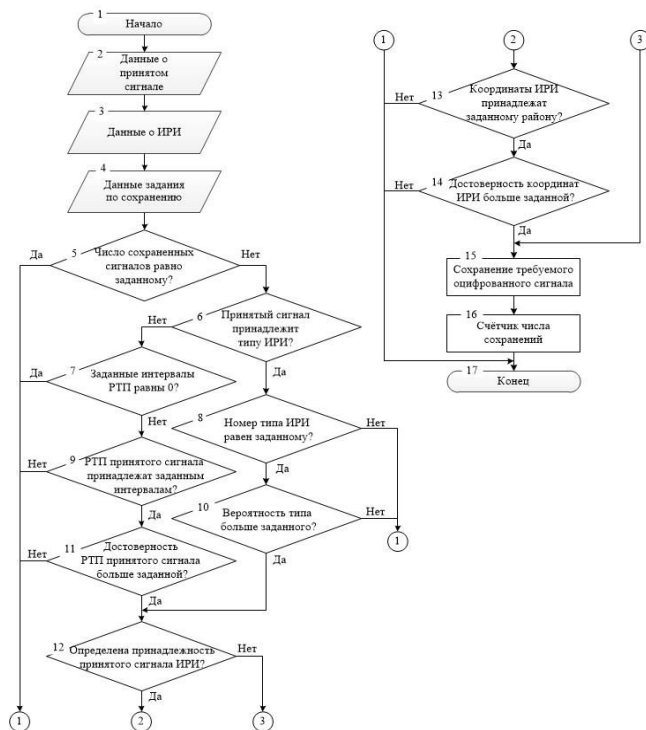 1
Начало
2
Данные о
принятом
сигнале
3
Данные о ИРИ
4
Данные задания
по сохранению
5
Да
Число сохраненных
сигналов равно
заданному?
Нет
6
Нет
Принятый сигнал
принадлежит
типу ИРИ?
Да
7
Да
Заданные интервалы
РТП равны 0?
Нет
8
Номер типа ИРИ
равен заданному?
Нет
Да
9
Нет
РТП принятого сигнала
принадлежат заданным
интервалам?
Да
10
Вероятность типа
больше заданного?
Нет
Да
1
11
Нет
Достоверность
РТП принятого сигнала
больше заданной?
Да
12
Определена принадлежность
принятого сигнала ИРИ?
Нет
Да
1
2
3
1
2
3
13
Нет
Координаты ИРИ
принадлежат
заданному району?
Да
14
Нет
Достоверность координат
ИРИ больше заданной?
Да
15
Сохранение требуемого
оцифрованного сигнала
16
Счётчик числа
сохранений
17
Конец